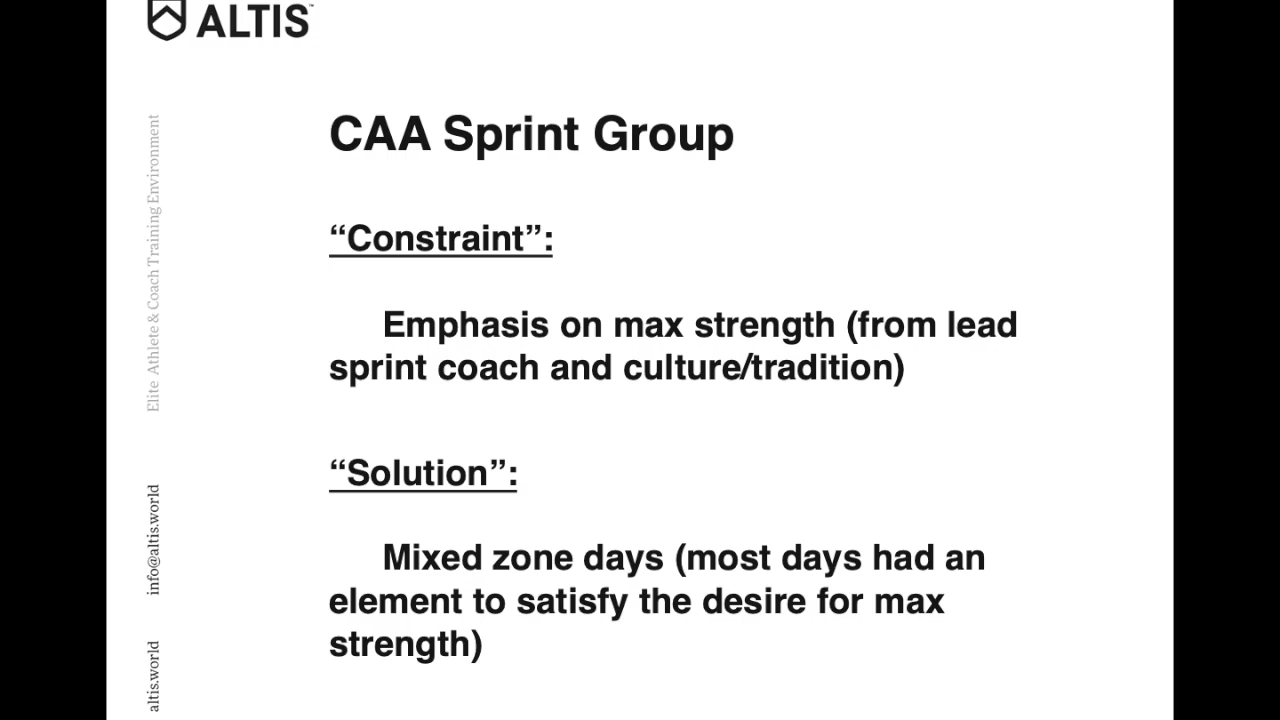 ALTIS™
CAA Sprint Group
“Constraint”:
Emphasis on max strength (from lead
sprint coach and culture/tradition)
“Solution”:
Mixed zone days (most days had an
element to satisfy the desire for max
strength)
Elite Athlete & Coach Training Environment
info@altis.world
altis.world